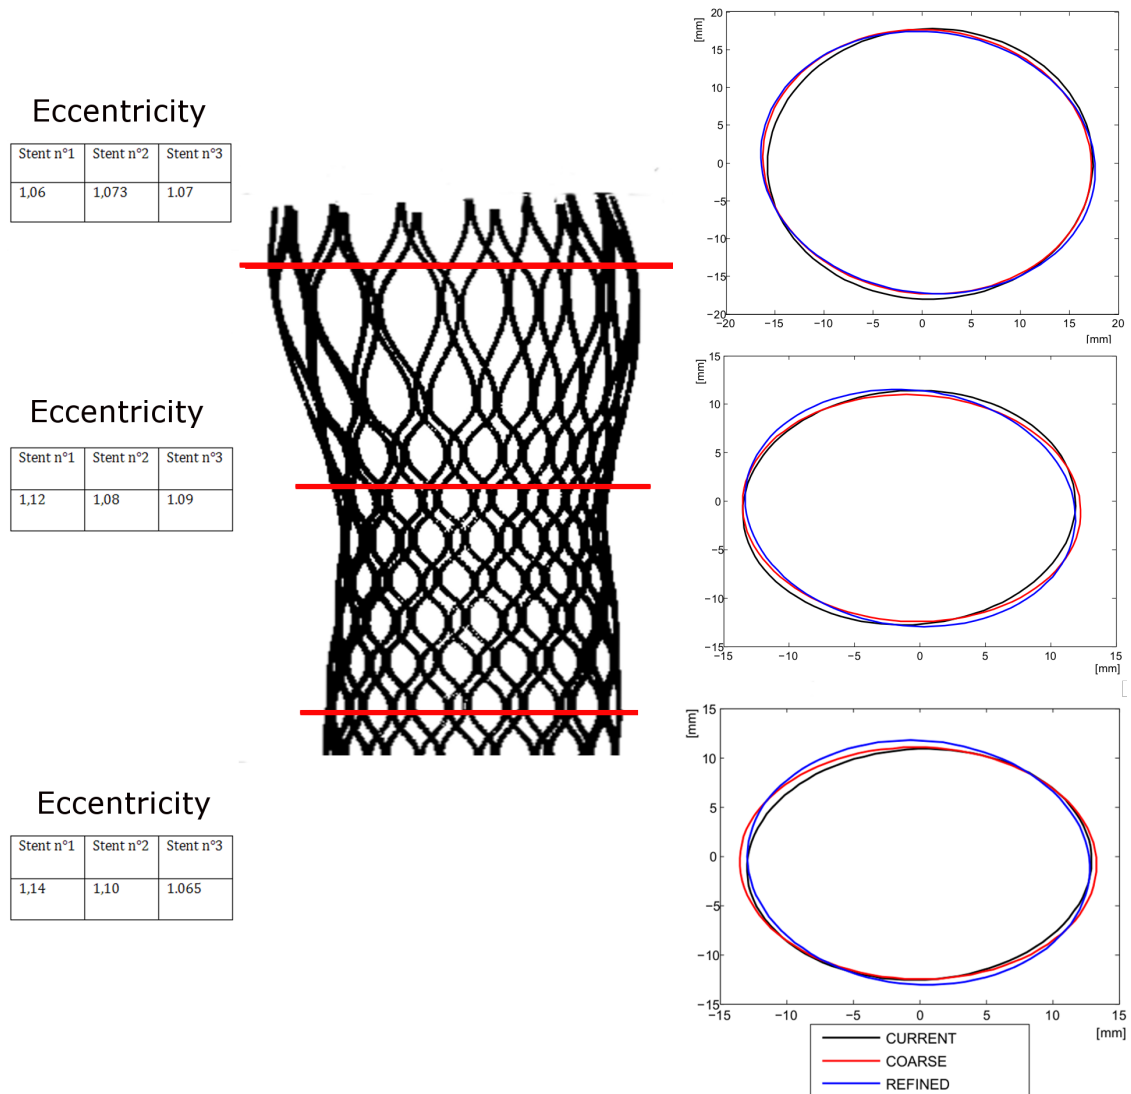 Eccentricity
Stent n°1 Stent n°2 Stent n°3
1,06 1,073 1.07
Eccentricity
Stent n°1 Stent n°2 Stent n°3
1,12 1,08 1.09
Eccentricity
Stent n°1 Stent n°2 Stent n°3
1,14 1,10 1.065
[mm]
20
15
10
5
0
−5
−10
−15
−20
−20 −15 −10 −5 0 5 10 15 20
[mm]
[mm]
15
10
5
0
−5
−10
−15
−15 −10 −5 0 5 10 15
[mm]
[mm]
15
10
5
0
−5
−10
−15
−15 −10 −5 0 5 10 15
[mm]
CURRENT
COARSE
REFINED